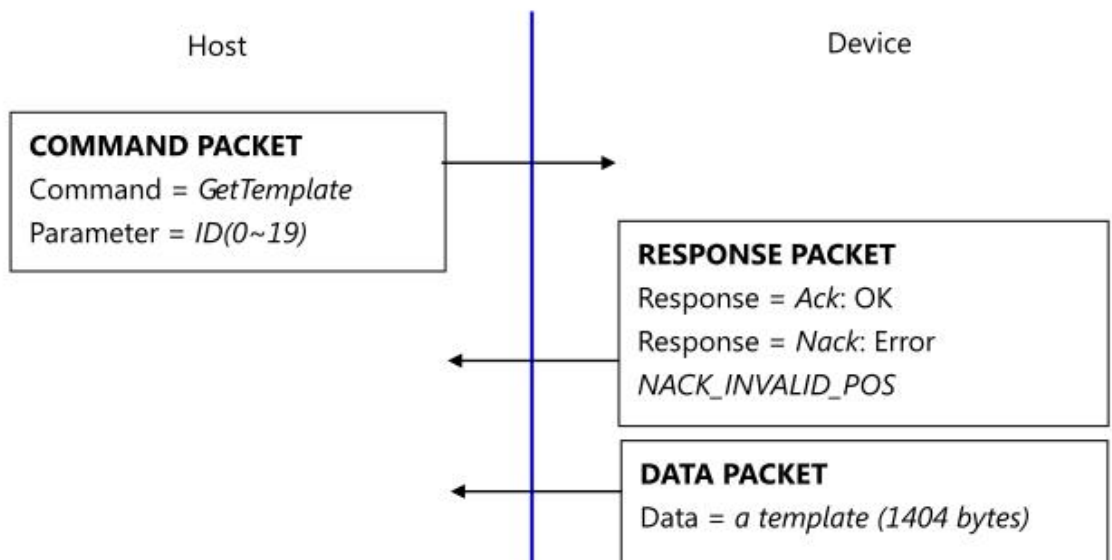 Host
Device
COMMAND PACKET
Command = GetTemplate
Parameter = ID(0~19)
RESPONSE PACKET
Response = Ack: OK
Response = Nack: Error
NACK_INVALID_POS
DATA PACKET
Data = a template (1404 bytes)